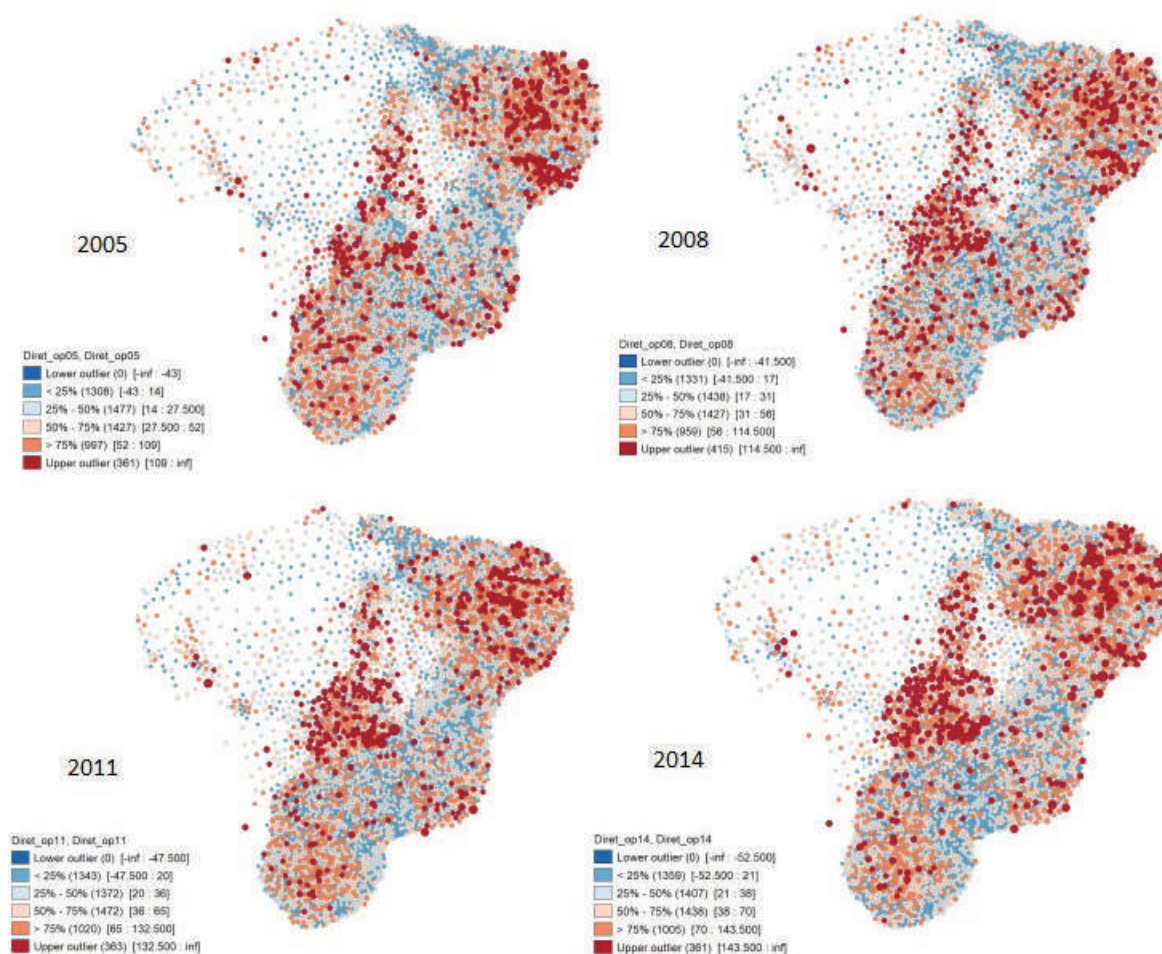 2005
Diret_op05, Diret_op05
Lower outlier (0) [-inf : -43]
< 25% (1308) [-43 : 14]
25% - 50% (1477) [14 : 27.500]
50% - 75% (1427) [27.500 : 52]
> 75% (997) [52 : 109]
Upper outlier (361) [109 : inf]
2008
Diret_op08, Diret_op08
Lower outlier (0) [-inf : -41.500]
< 25% (1331) [-41.500 : 17]
25% - 50% (1438) [17 : 31]
50% - 75% (1427) [31 : 56]
> 75% (959) [56 : 114.500]
Upper outlier (415) [114.500 : inf]
2011
Diret_op11, Diret_op11
Lower outlier (0) [-inf : -47.500]
< 25% (1343) [-47.500 : 20]
25% - 50% (1372) [20 : 36]
50% - 75% (1472) [36 : 65]
> 75% (1020) [65 : 132.500]
Upper outlier (363) [132.500 : inf]
2014
Diret_op14, Diret_op14
Lower outlier (0) [-inf : -52.500]
< 25% (1359) [-52.500 : 21]
25% - 50% (1407) [21 : 38]
50% - 75% (1438) [38 : 70]
> 75% (1005) [70 : 143.500]
Upper outlier (361) [143.500 : inf]